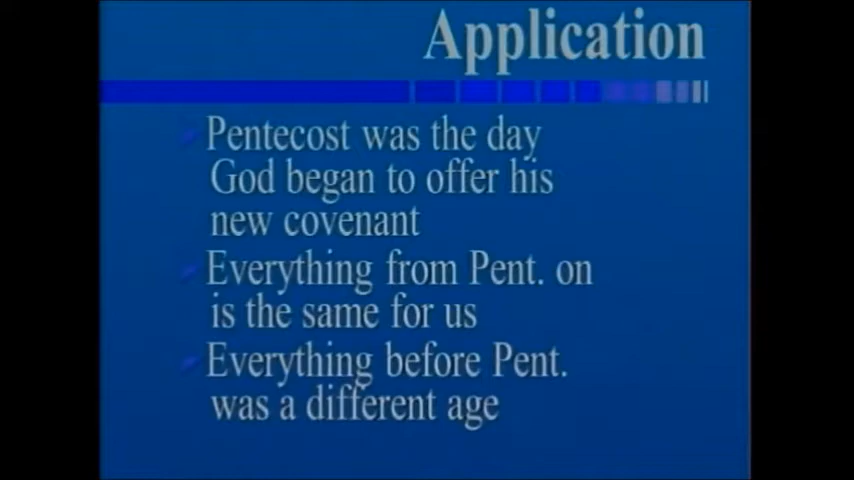 Application
Pentecost was the day
God began to offer his
new covenant
Everything from Pent. on
is the same for us
Everything before Pent.
was a different age